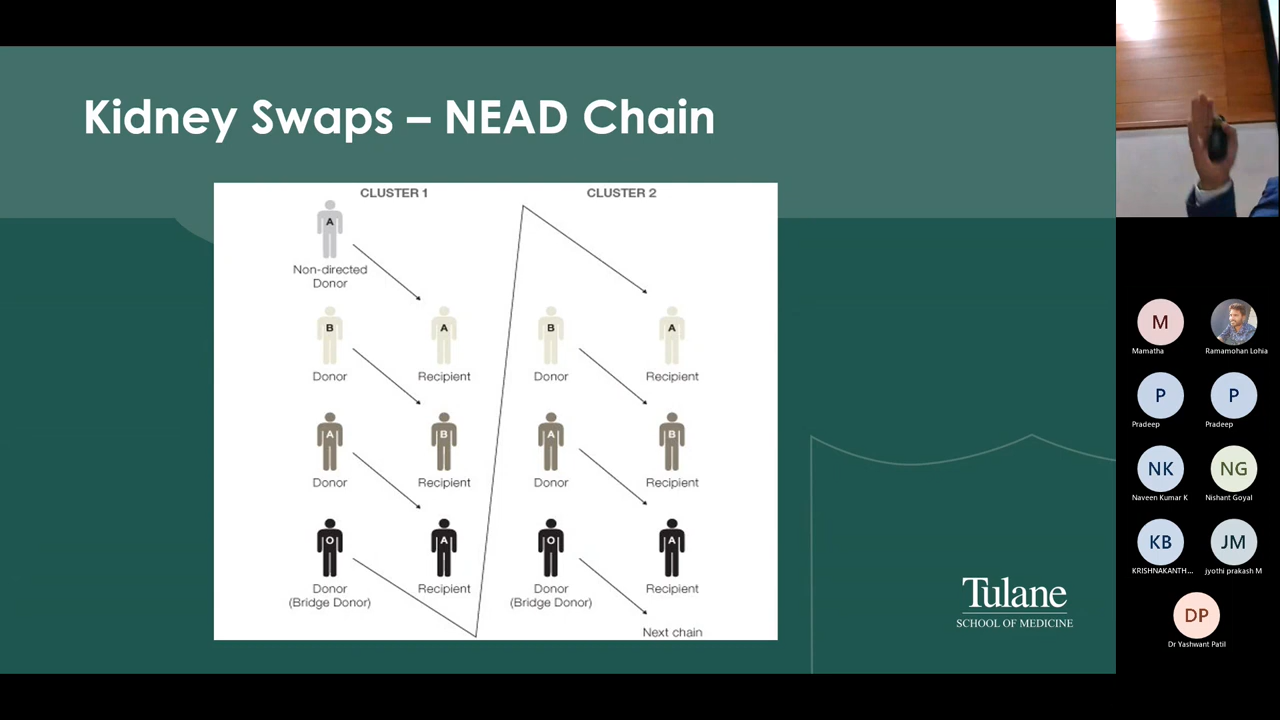 Kidney Swaps – NEAD Chain
CLUSTER 1
CLUSTER 2
A
Non-directed
Donor
B
A
B
A
Donor
Recipient
Donor
Recipient
A
B
A
B
Donor
Recipient
Donor
Recipient
O
A
O
A
Donor
(Bridge Donor)
Recipient
Donor
(Bridge Donor)
Recipient
Next chain
Tulane
SCHOOL OF MEDICINE
M
Mamatha
Ramamohan Lohia
P
Pradeep
P
Pradeep
NK
Naveen Kumar K
NG
Nishant Goyal
KB
KRISHNAKANTH...
JM
jyothi prakash M
DP
Dr Yashwant Patil